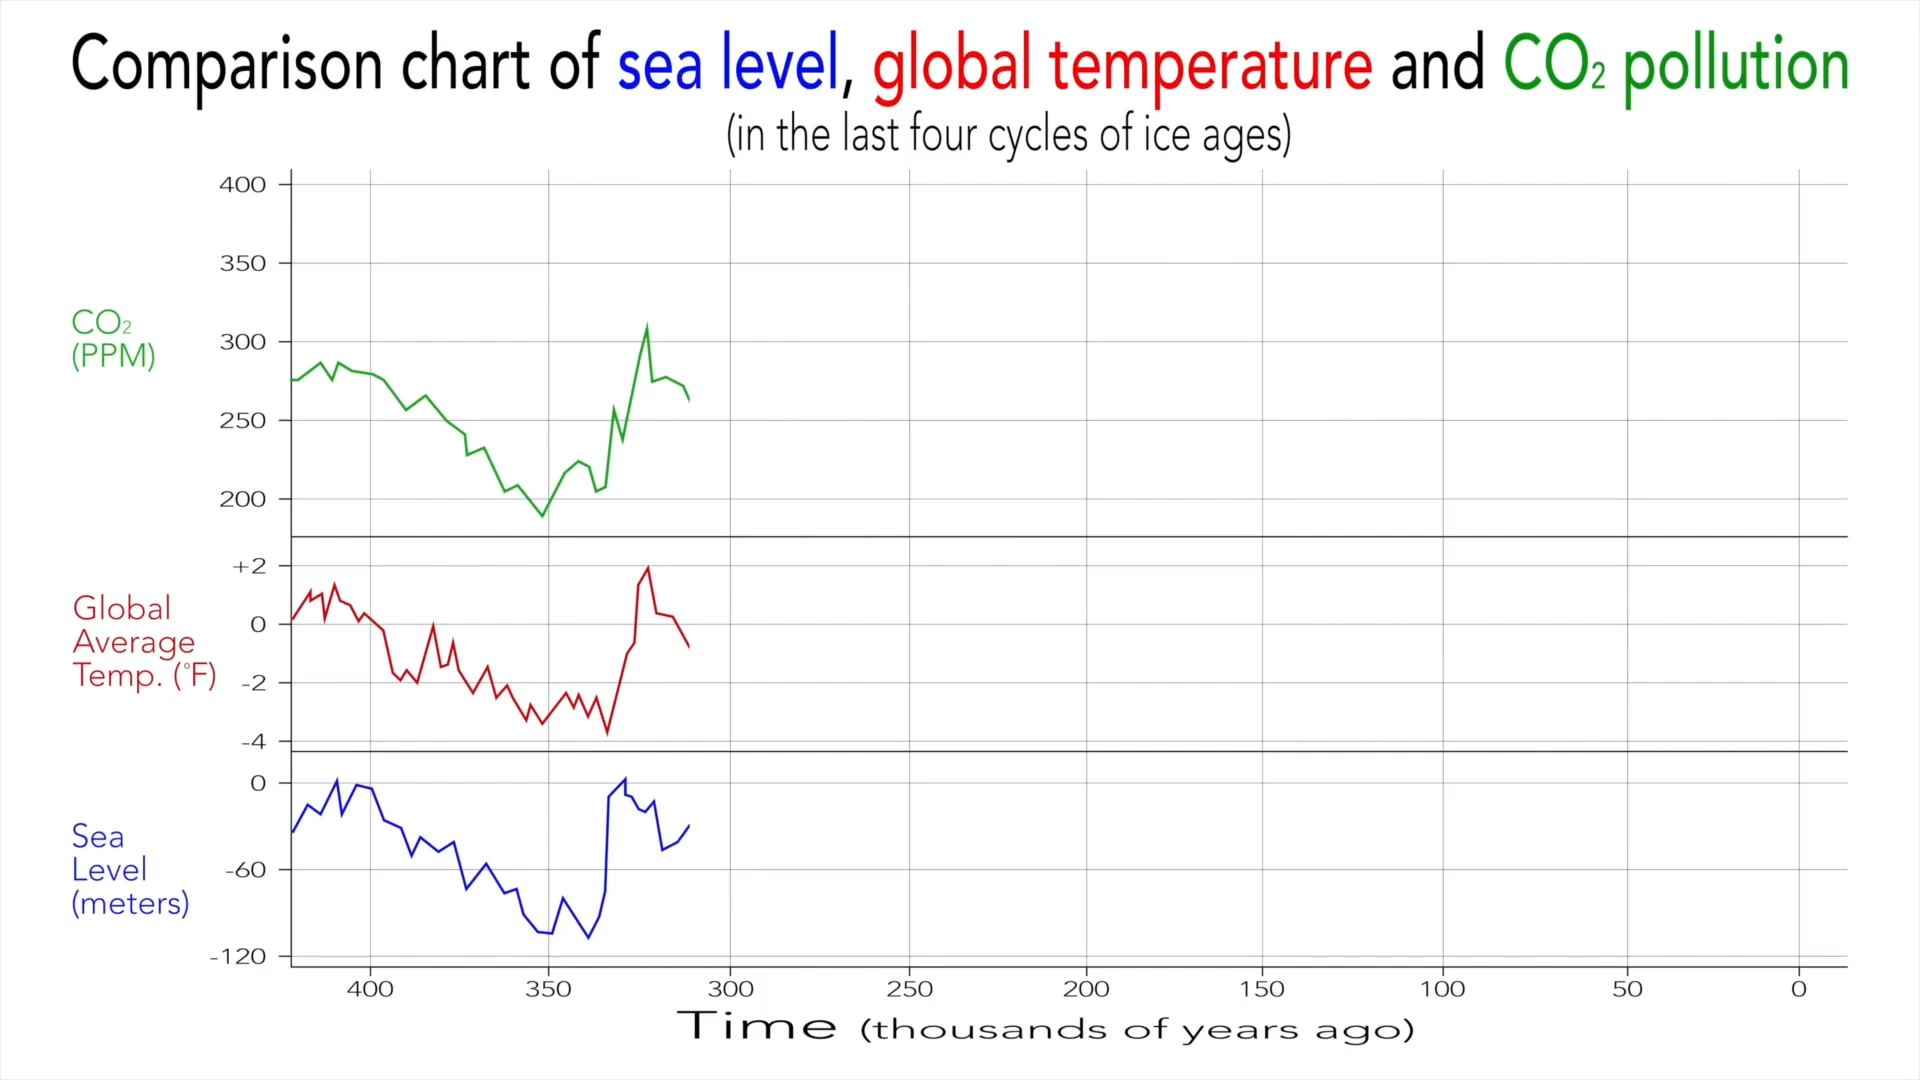 Comparison chart of sea level, global temperature and CO₂ pollution
(in the last four cycles of ice ages)
400
350
CO₂
(PPM)
300
250
200
+2
Global
Average
Temp. (°F)
0
-2
-4
0
Sea
Level
(meters)
-60
-120
400 350 300 250 200 150 100 50 0
Time (thousands of years ago)